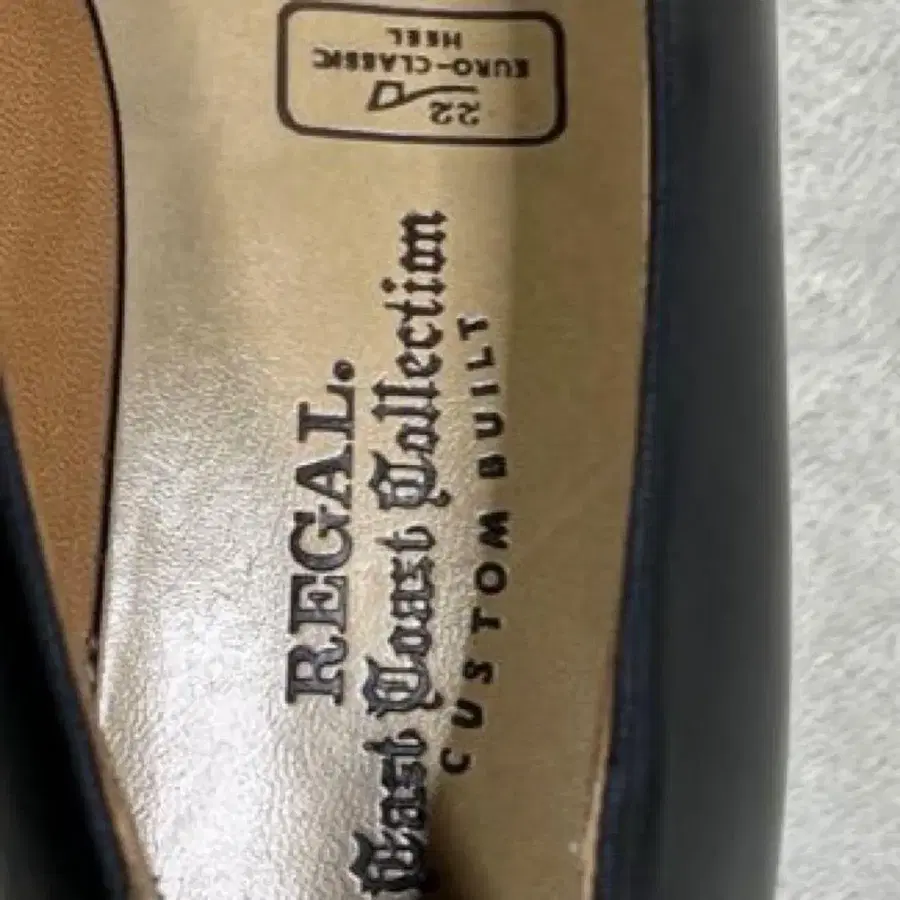 REGAL.
East Coast Collection
CUSTOM BUILT
22
EURO-CLASSIC
HEEL